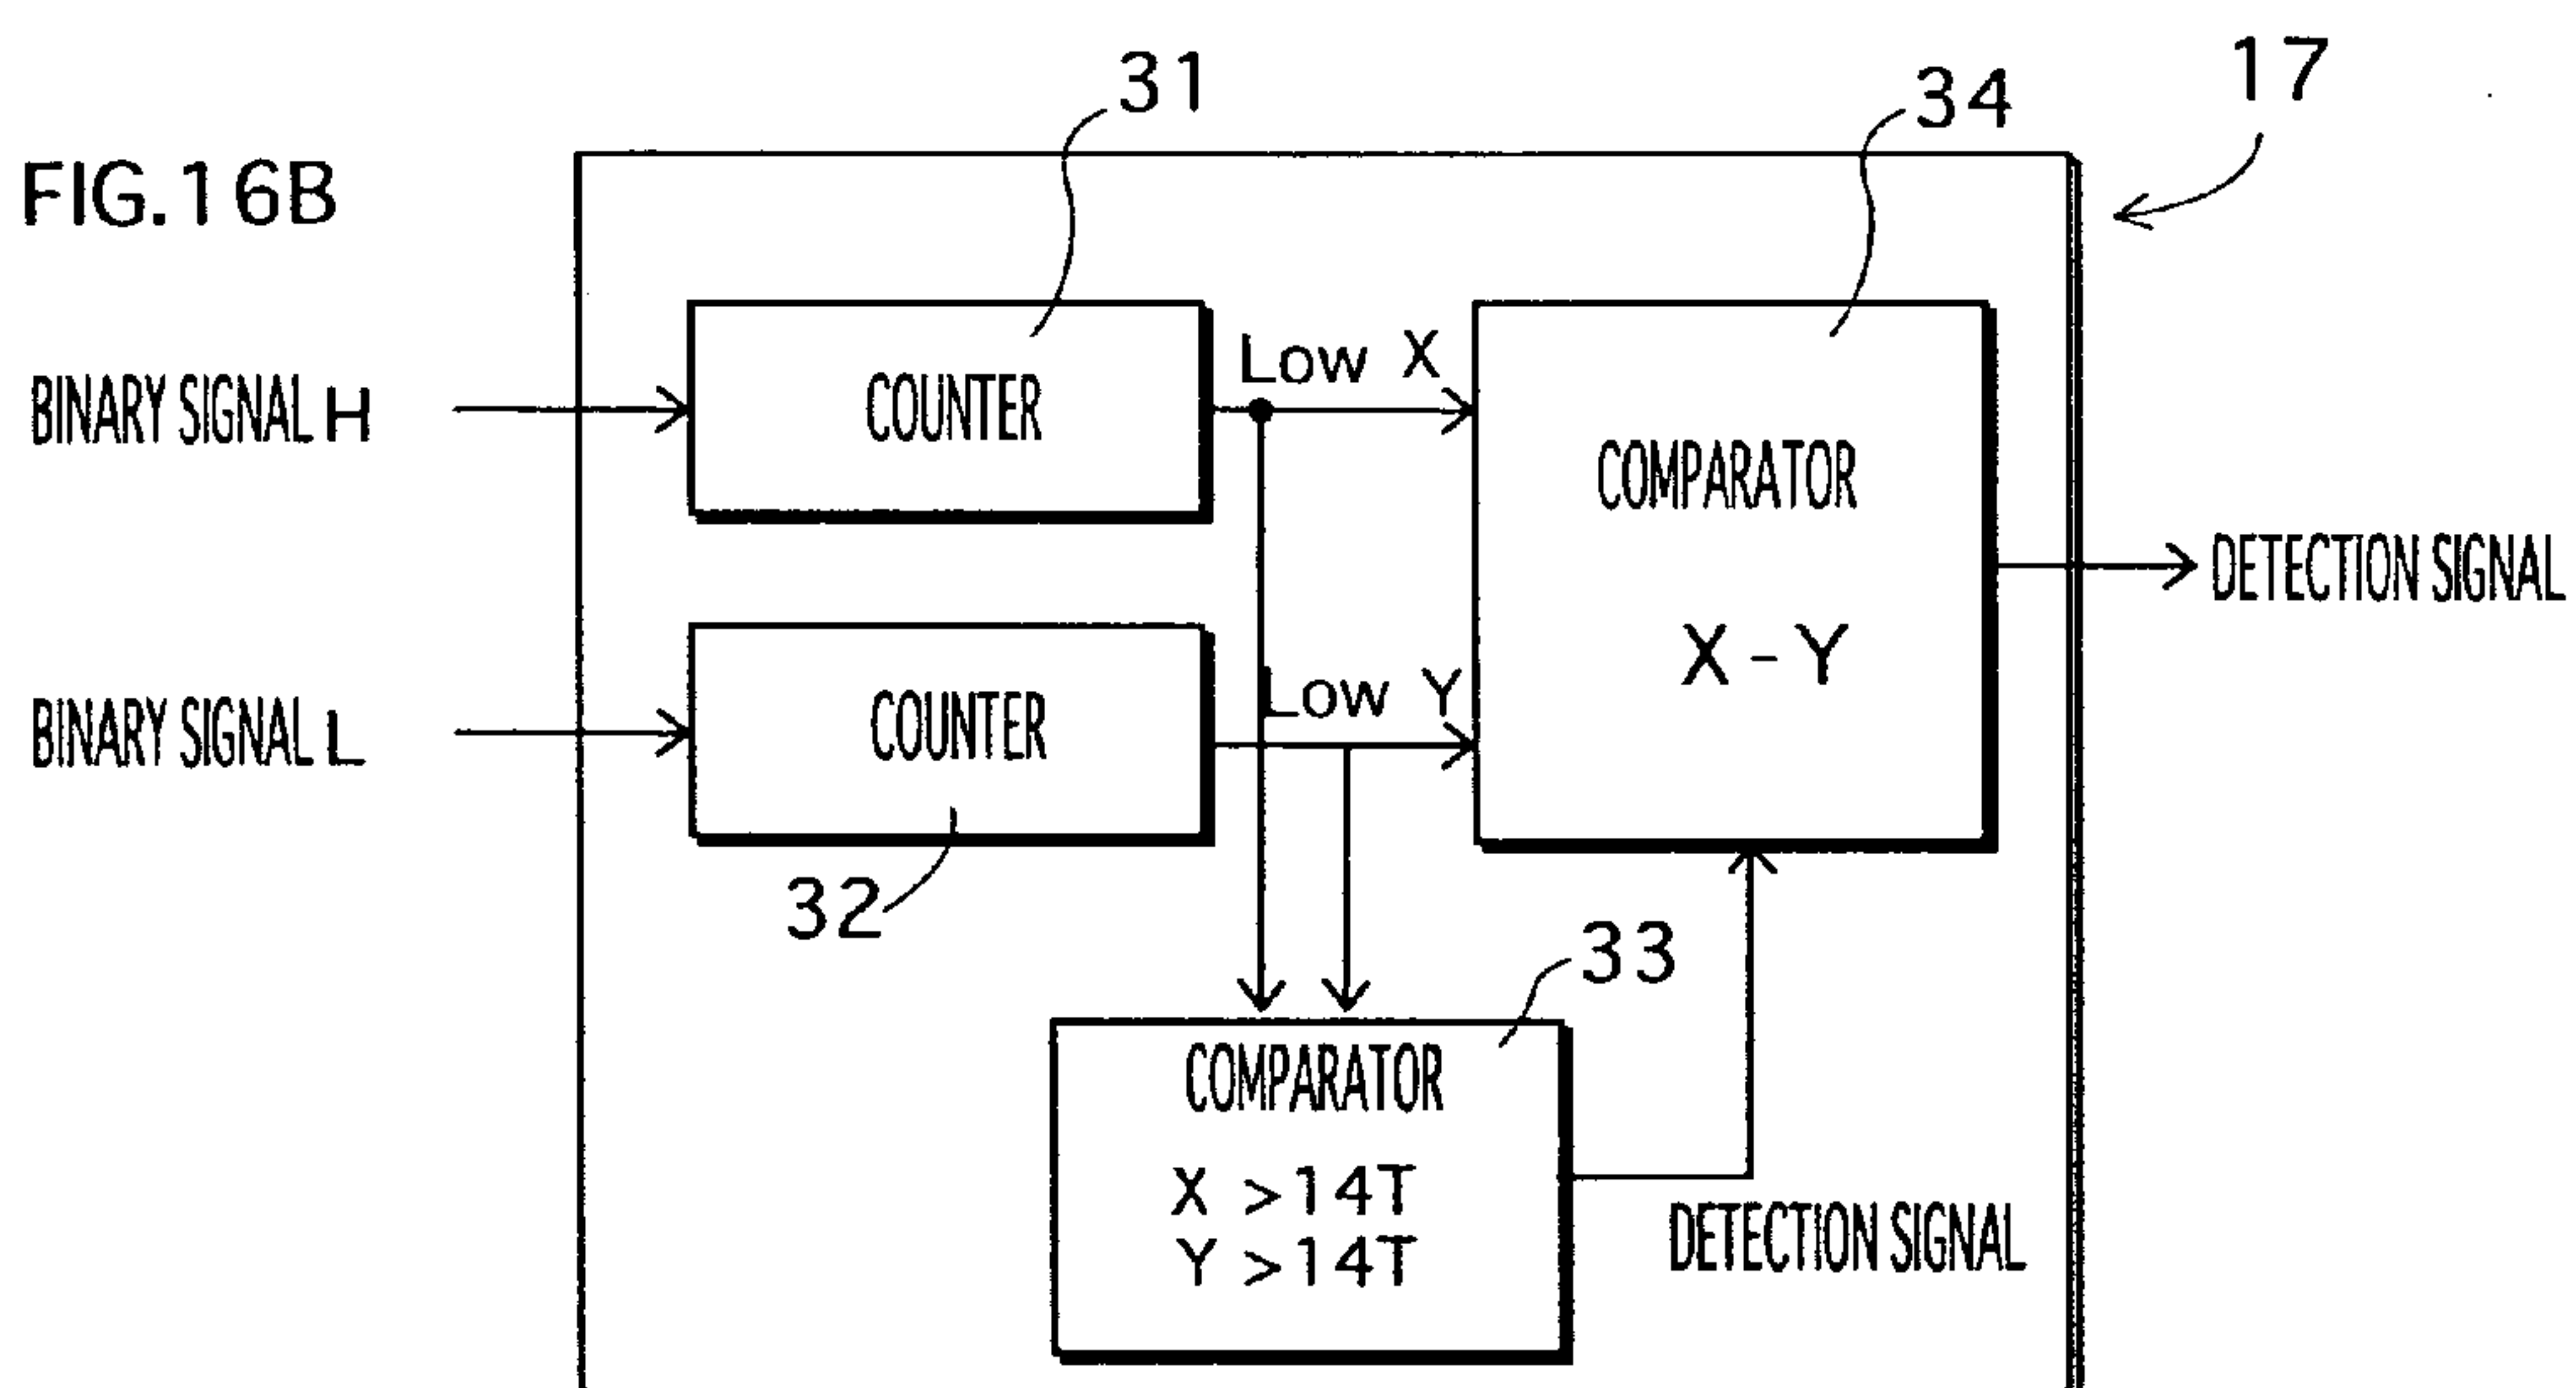 FIG.16B
31
34
17
BINARY SIGNAL H
COUNTER
Low X
COMPARATOR
X - Y
DETECTION SIGNAL
BINARY SIGNAL L
COUNTER
Low Y
32
33
COMPARATOR
X >14T
Y >14T
DETECTION SIGNAL